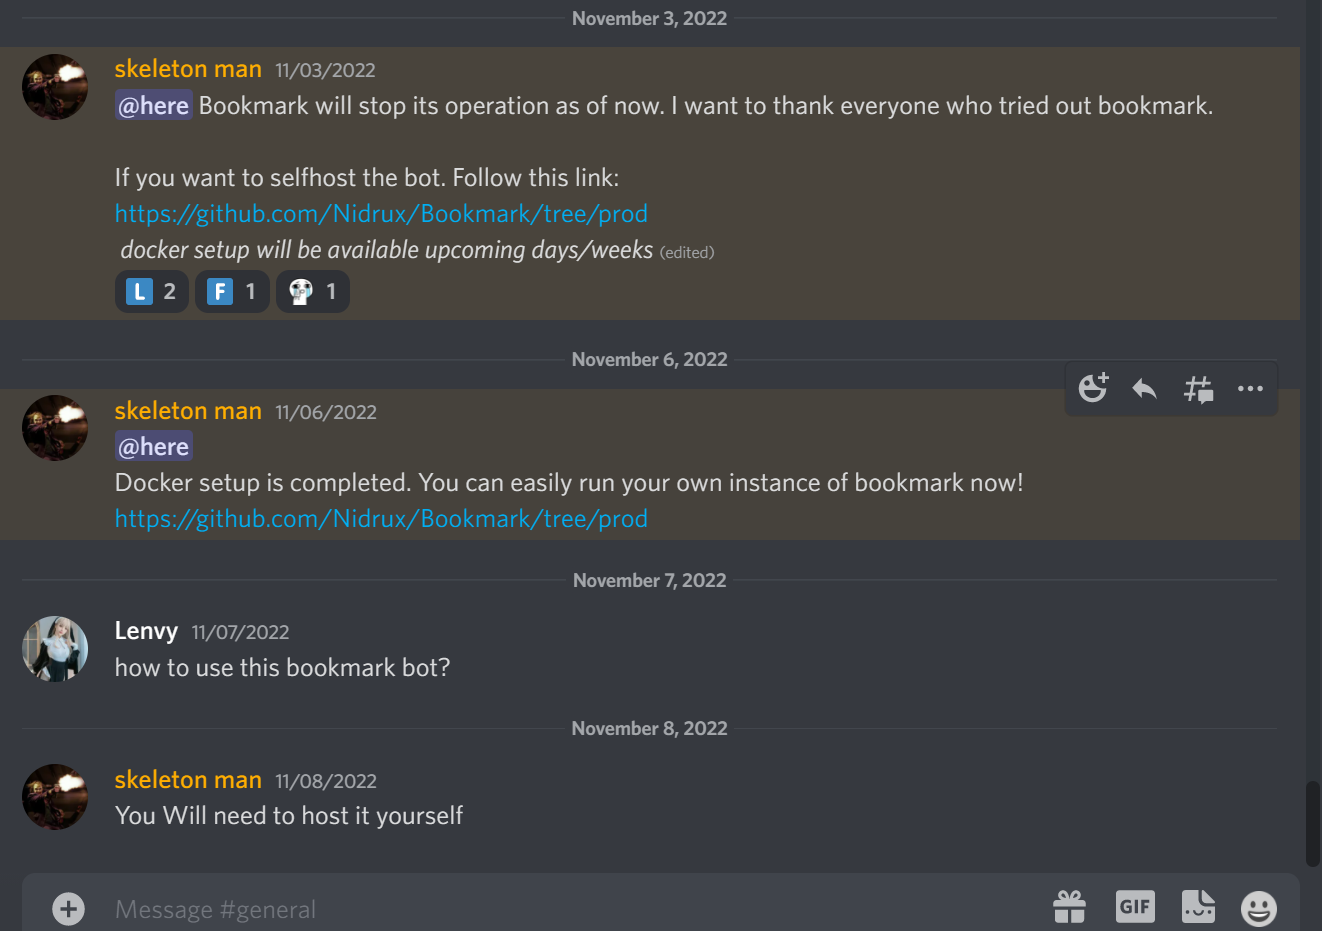 November 3, 2022
skeleton man 11/03/2022
@here Bookmark will stop its operation as of now. I want to thank everyone who tried out bookmark.
If you want to selfhost the bot. Follow this link:
https://github.com/Nidrux/Bookmark/tree/prod
docker setup will be available upcoming days/weeks (edited)
L 2 F 1 1
November 6, 2022
skeleton man 11/06/2022
@here
Docker setup is completed. You can easily run your own instance of bookmark now!
https://github.com/Nidrux/Bookmark/tree/prod
November 7, 2022
Lenvy 11/07/2022
how to use this bookmark bot?
November 8, 2022
skeleton man 11/08/2022
You Will need to host it yourself
Message #general GIF